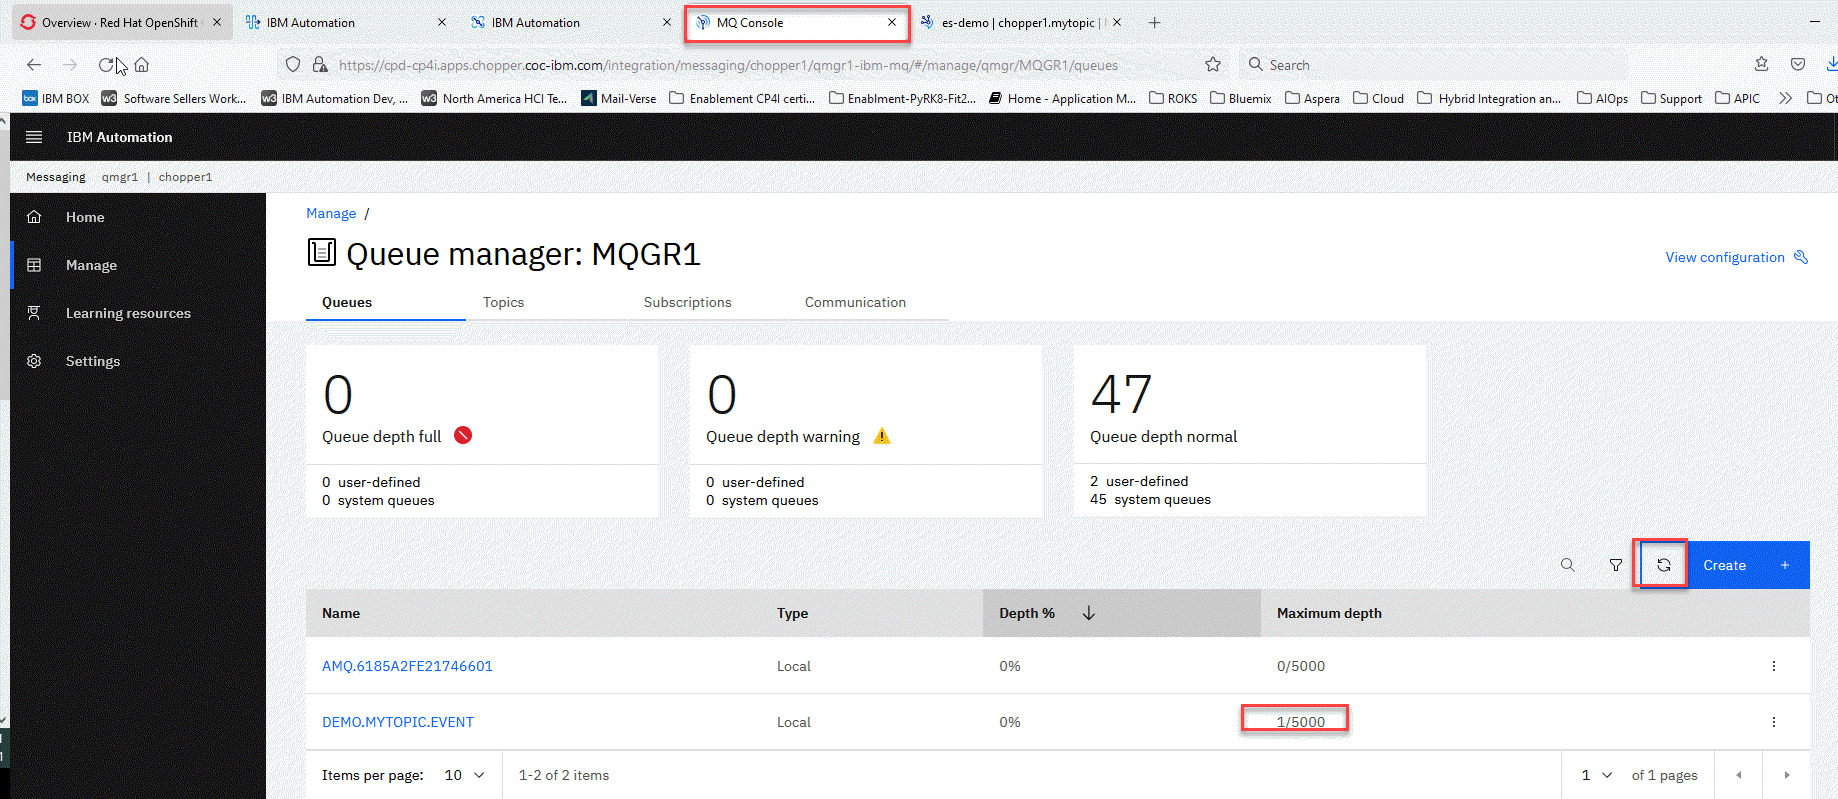 Overview · Red Hat OpenShift
IBM Automation
IBM Automation
MQ Console
es-demo | chopper1.mytopic |
https://cpd-cp4i.apps.chopper.coc-ibm.com/integration/messaging/chopper1/qmgr1-ibm-mq/#/manage/qmgr/MQGR1/queues
Search
box IBM BOX
w3 Software Sellers Work...
w3 IBM Automation Dev, ...
w3 North America HCI Te...
Mail-Verse
Enablement CP4I certi...
Enablment-PyRK8-Fit2...
Home - Application M...
ROKS
Bluemix
Aspera
Cloud
Hybrid Integration an...
AIOps
Support
APIC
IBM Automation
Messaging qmgr1 | chopper1
Home
Manage
Learning resources
Settings
Manage /
Queue manager: MQGR1
View configuration
Queues Topics Subscriptions Communication
0
Queue depth full
0 user-defined
0 system queues
0
Queue depth warning
0 user-defined
0 system queues
47
Queue depth normal
2 user-defined
45 system queues
Create +
Name Type Depth % Maximum depth
AMQ.6185A2FE21746601 Local 0% 0/5000
DEMO.MYTOPIC.EVENT Local 0% 1/5000
Items per page: 10 1-2 of 2 items 1 of 1 pages